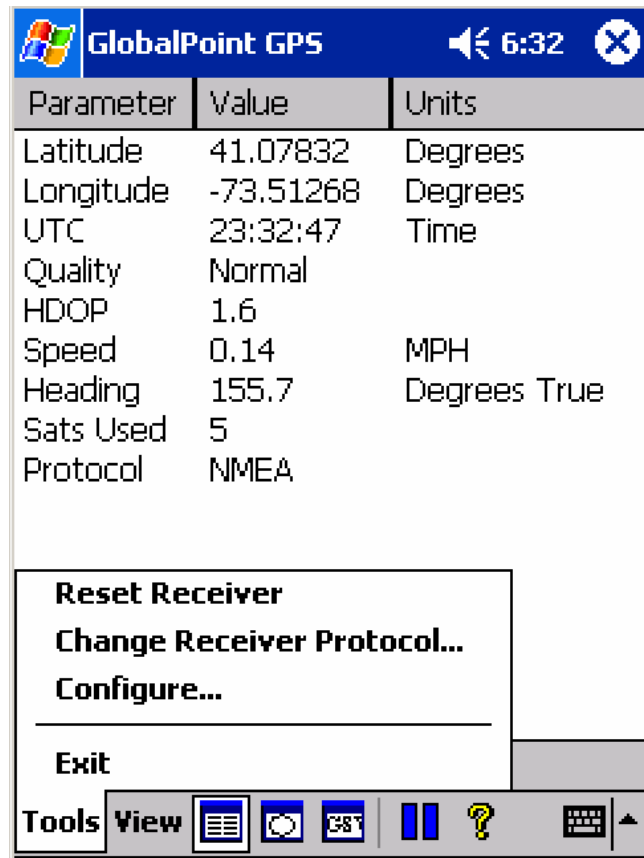 GlobalPoint GPS 6:32
Parameter Value Units
Latitude 41.07832 Degrees
Longitude -73.51268 Degrees
UTC 23:32:47 Time
Quality Normal
HDOP 1.6
Speed 0.14 MPH
Heading 155.7 Degrees True
Sats Used 5
Protocol NMEA
Reset Receiver
Change Receiver Protocol...
Configure...
Exit
Tools View